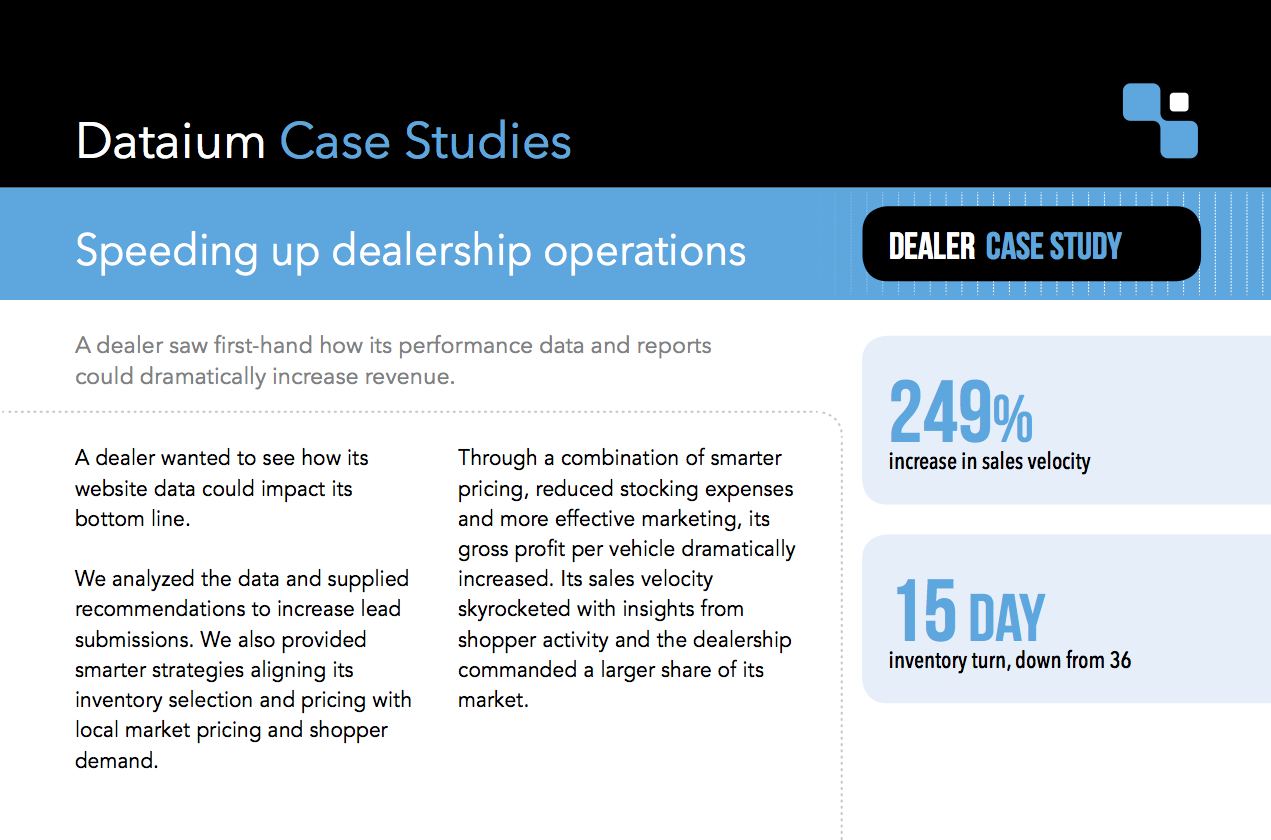 Dataium Case Studies
Speeding up dealership operations
DEALER CASE STUDY
A dealer saw first-hand how its performance data and reports
could dramatically increase revenue.
A dealer wanted to see how its
website data could impact its
bottom line.
We analyzed the data and supplied
recommendations to increase lead
submissions. We also provided
smarter strategies aligning its
inventory selection and pricing with
local market pricing and shopper
demand.
Through a combination of smarter
pricing, reduced stocking expenses
and more effective marketing, its
gross profit per vehicle dramatically
increased. Its sales velocity
skyrocketed with insights from
shopper activity and the dealership
commanded a larger share of its
market.
249%
increase in sales velocity
15 DAY
inventory turn, down from 36